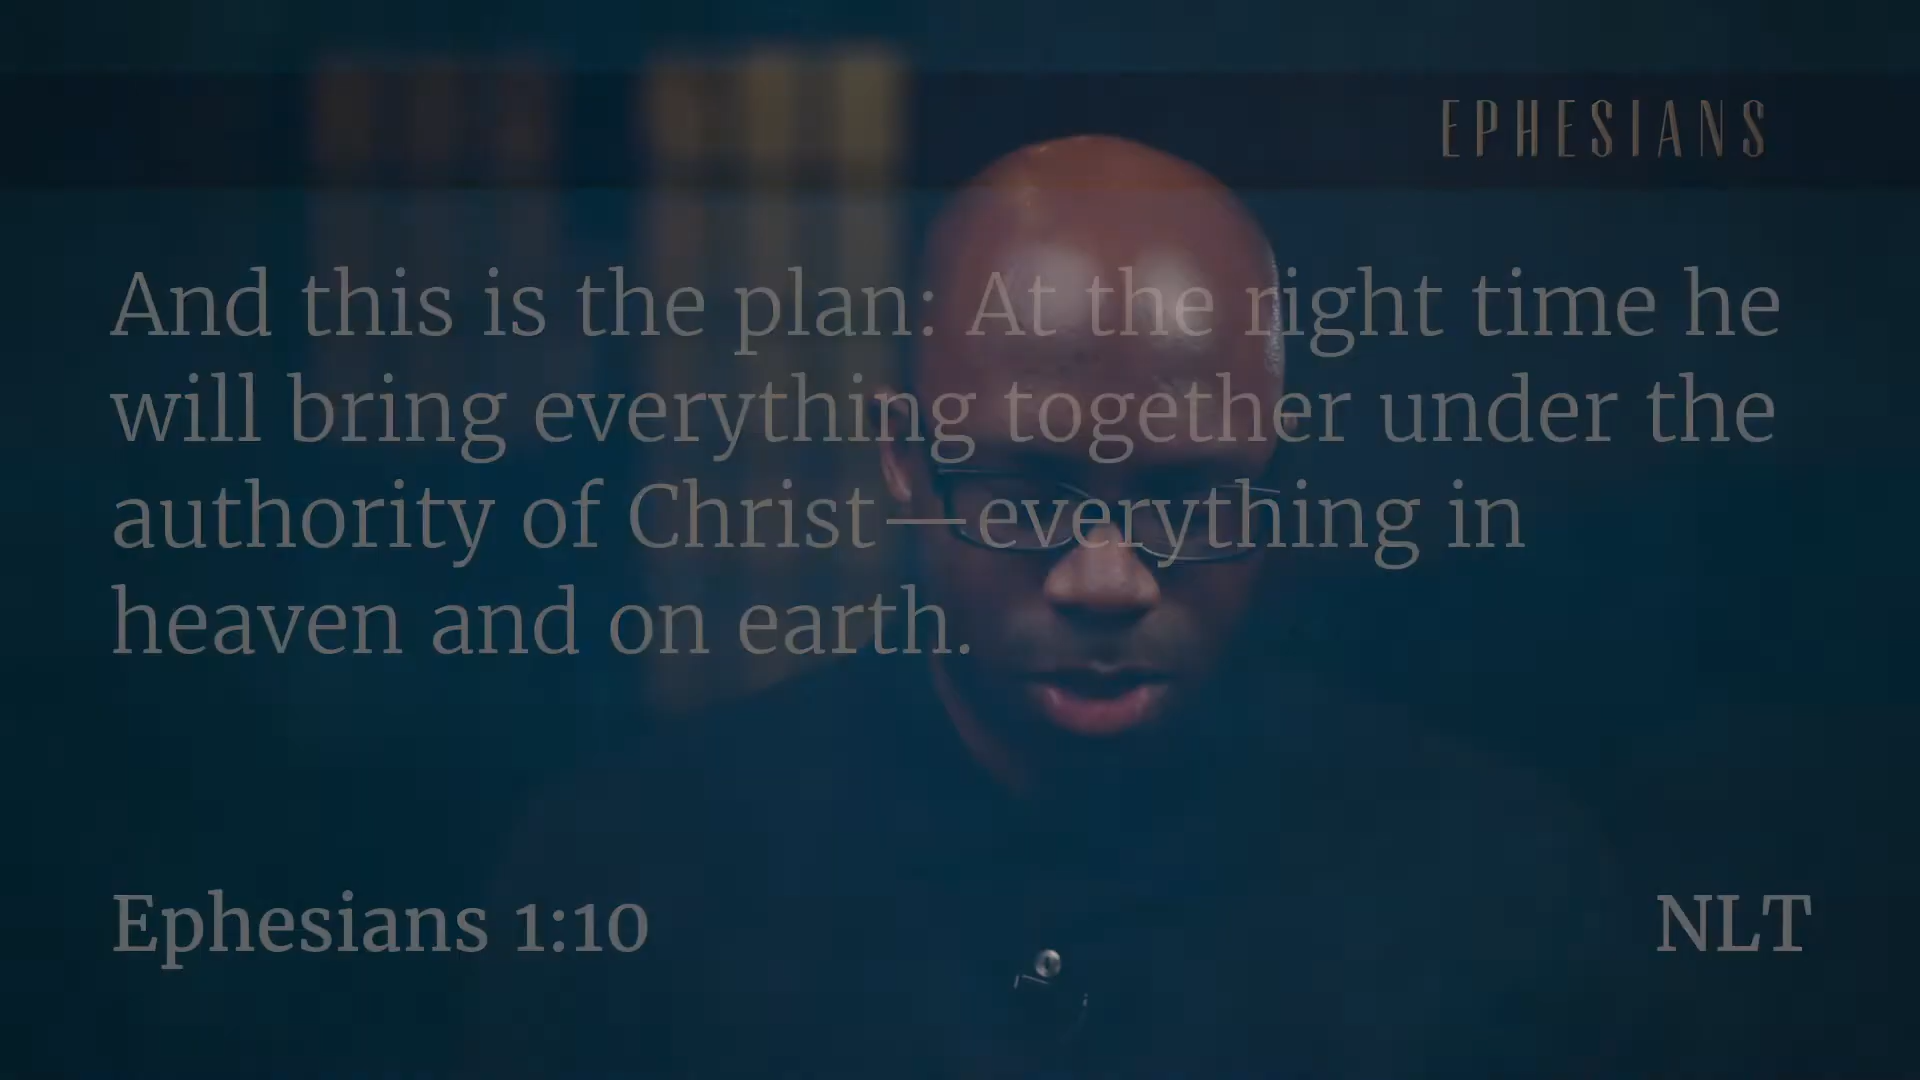 EPHESIANS
And this is the plan: At the right time he
will bring everything together under the
authority of Christ—everything in
heaven and on earth.
Ephesians 1:10
NLT